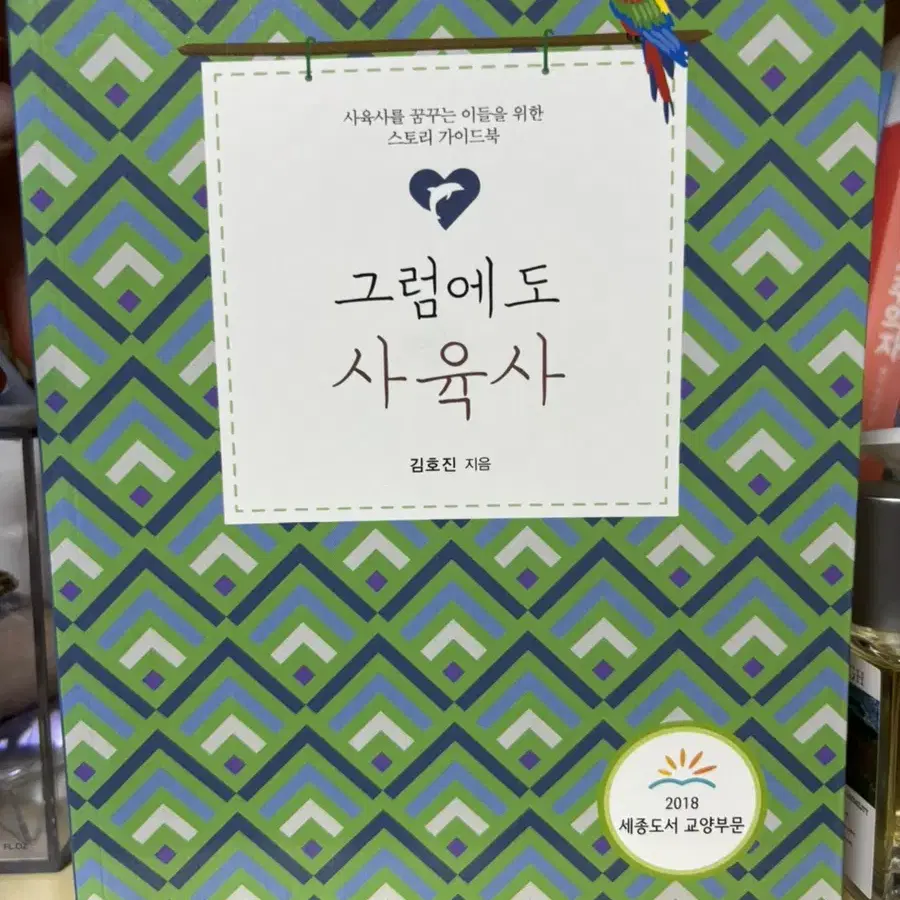 사육사를 꿈꾸는 이들을 위한
스토리 가이드북
그럼에도
사육사
김호진 지음
2018
세종도서 교양부문
FL.OZ